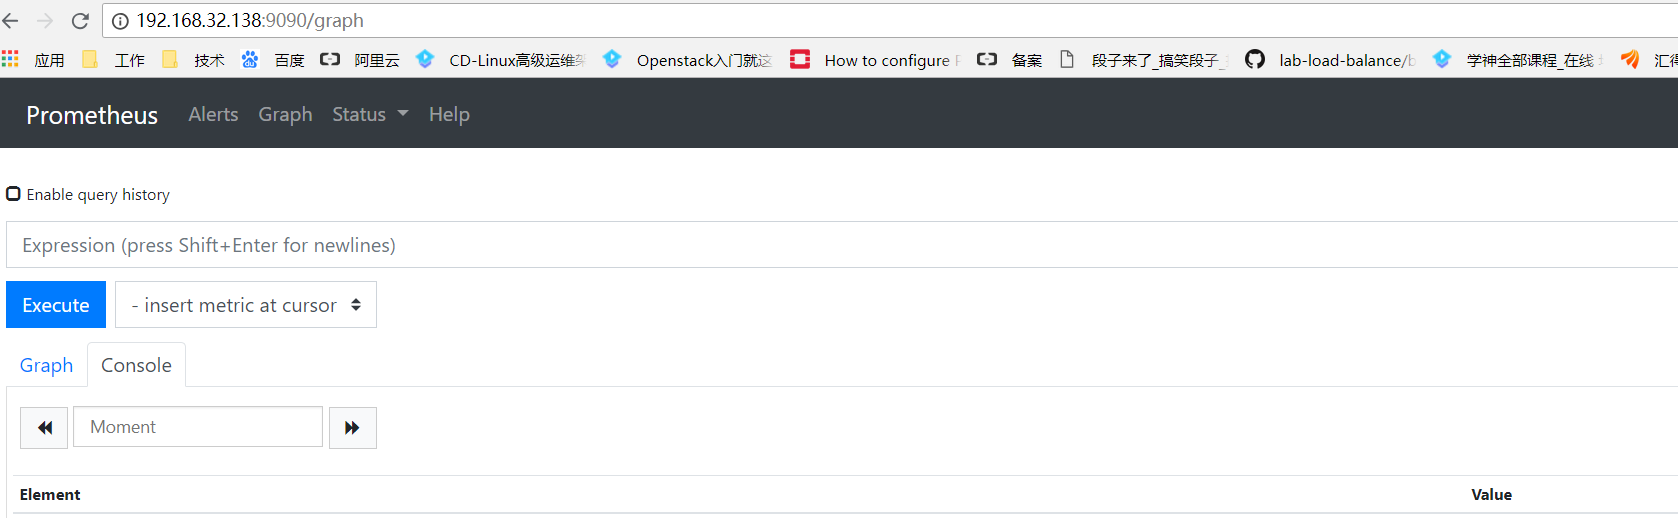 192.168.32.138:9090/graph
应用 工作 技术 百度 阿里云 CD-Linux高级运维架 Openstack入门就这 How to configure 备案 段子来了_搞笑段子_ lab-load-balance/b 学神全部课程_在线 汇得
Prometheus Alerts Graph Status Help
Enable query history
Expression (press Shift+Enter for newlines)
Execute - insert metric at cursor
Graph Console
Moment
Element Value